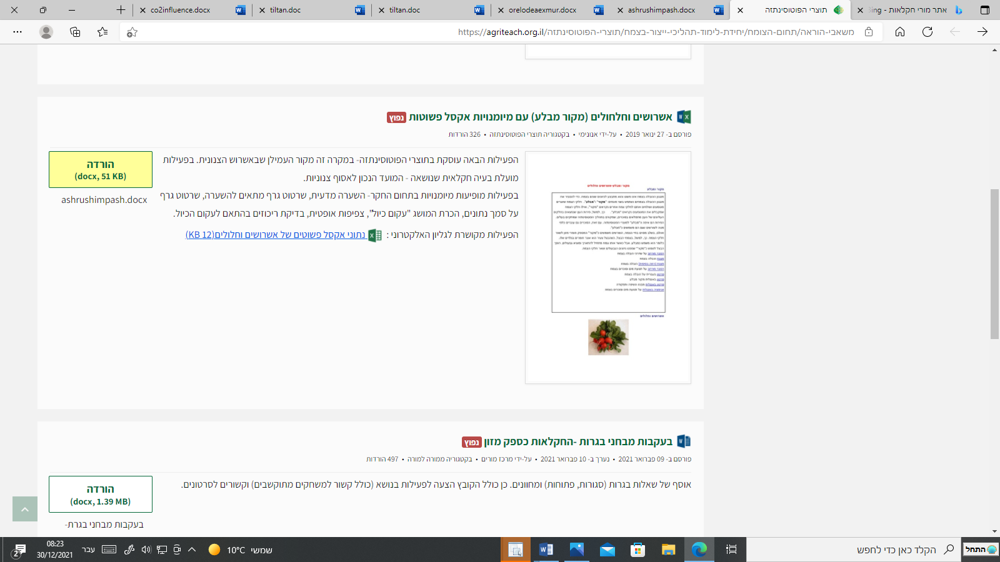 אתר מורי חקלאות - Bing
תוצרי הפוטוסינתזה
ashrushimpash.docx
orelodeaexmur.docx
tiltan.doc
tiltan.doc
co2influence.docx
https://agriteach.org.il/משאבי-הוראה/תחום-הצומח/יחידת-לימוד-תהליכי-ייצור-בצמח/תוצרי-הפוטוסינתזה
אשרושים וחלחולים (מקור מבלע) עם מיומנויות אקסל פשוטות נפוץ
פורסם ב- 27 ינואר 2019 • על-ידי אנונימי • בקטגוריה תוצרי הפוטוסינתזה • 326 הורדות
הפעילות הבאה עוסקת בתוצרי הפוטוסינתזה- במקרה זה מקור העמילן שבאשרוש הצנונית. בפעילות
מועלת בעיה חקלאית שנושאה - המועד הנכון לאסוף צנוניות.
בפעילות מופיעות מיומנויות בתחום החקר- השערה מדעית, שרטוט גרף מתאים להשערה, שרטוט גרף
על סמך נתונים, הכרת המושג "עקום כיול", צפיפות אופטית, בדיקת ריכוזים בהתאם לעקום הכיול.
הפעילות מקושרת לגליון האלקטרוני : נתוני אקסל פשוטים של אשרושים וחלחולים(12 KB)
הורדה
(docx, 51 KB)
ashrushimpash.docx
מקור ומבלע-אשרושים וחלחולים
מקור ומבלע
בעקבות מבחני בגרות -החקלאות כספק מזון נפוץ
פורסם ב- 09 פברואר 2021 • נערך ב- 10 פברואר 2021 • על-ידי מרכז מורים • בקטגוריה ממורה למורה • 497 הורדות
אוסף של שאלות בגרות (סגורות, פתוחות) ומחוונים. כן כולל הקובץ הצעה לפעילות בנושא (כולל קשור למשחקים מתוקשבים) וקשורים לסרטונים.
הורדה
(docx, 1.39 MB)
בעקבות מבחני בגרת-
התחל
הקלד כאן כדי לחפש
10°C שמשי
עבר
08:23
30/12/2021
2